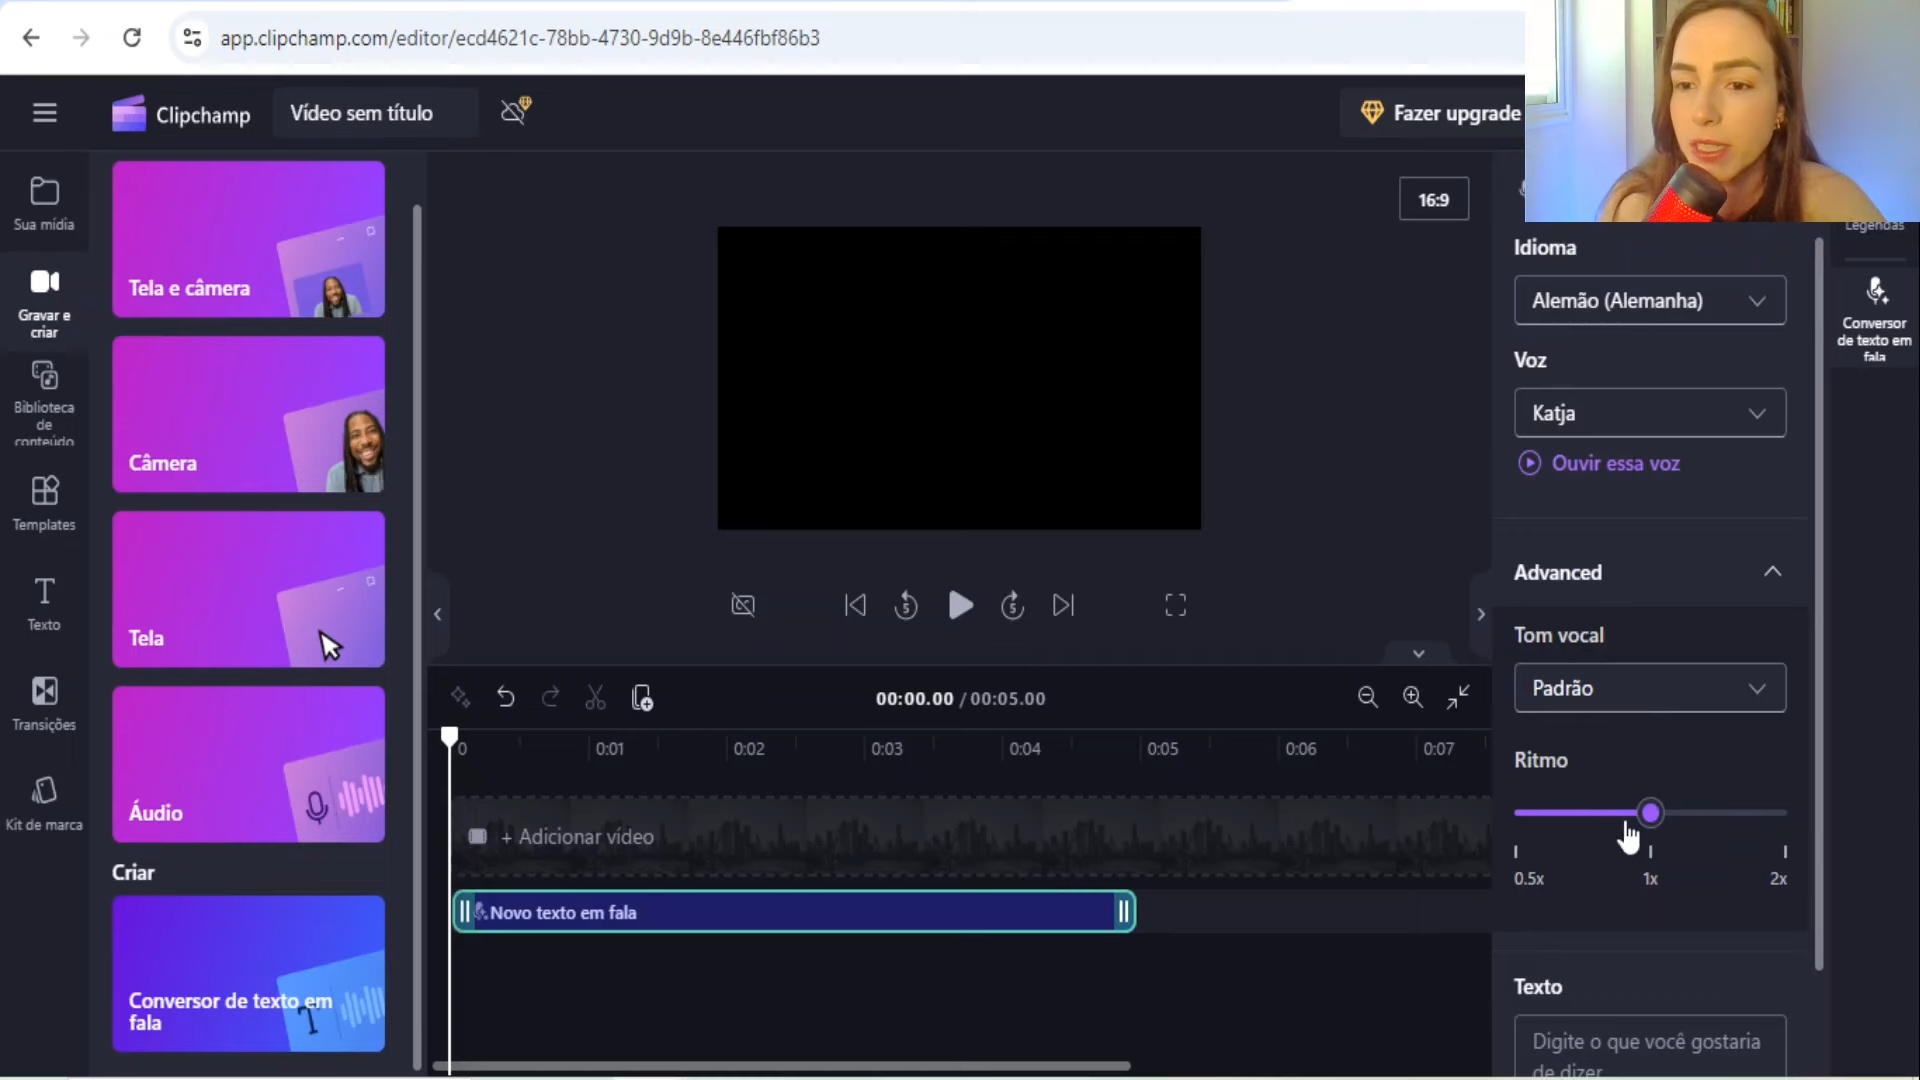 app.clipchamp.com/editor/ecd4621c-78bb-4730-9d9b-8e446fbf86b3
Clipchamp
Vídeo sem título
Fazer upgrade
Sua mídia
Gravar e
criar
Biblioteca
de
conteúdo
Templates
Texto
Transições
Kit de marca
Tela e câmera
Câmera
Tela
Áudio
Criar
Conversor de texto em
fala
16:9
5
5
00:00.00 / 00:05.00
0
0:01
0:02
0:03
0:04
0:05
0:06
0:07
+ Adicionar vídeo
Novo texto em fala
Idioma
Alemão (Alemanha)
Voz
Katja
Ouvir essa voz
Advanced
Tom vocal
Padrão
Ritmo
0.5x
1x
2x
Texto
Digite o que você gostaria
de dizer
Legendas
Conversor
de texto em
fala